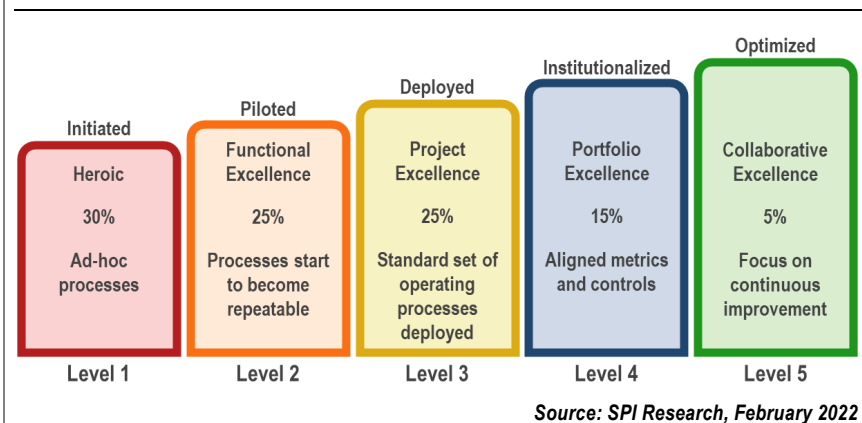 Initiated
Heroic
30%
Ad-hoc
processes
Level 1
Piloted
Functional
Excellence
25%
Processes start
to become
repeatable
Level 2
Deployed
Project
Excellence
25%
Standard set of
operating
processes
deployed
Level 3
Institutionalized
Portfolio
Excellence
15%
Aligned metrics
and controls
Level 4
Optimized
Collaborative
Excellence
5%
Focus on
continuous
improvement
Level 5
Source: SPI Research, February 2022